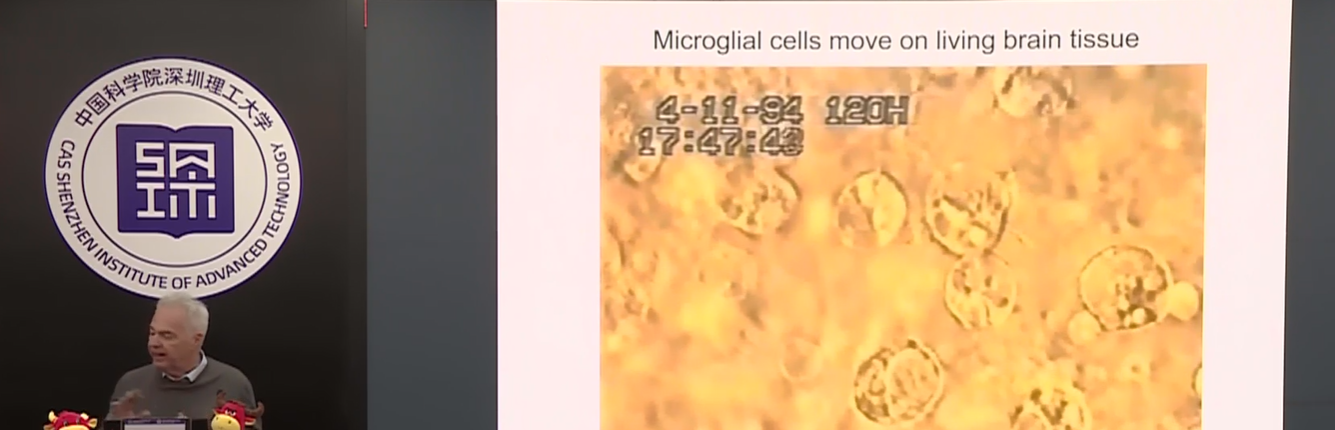 中国科学院深圳理工大学
CAS SHENZHEN INSTITUTE OF ADVANCED TECHNOLOGY
Microglial cells move on living brain tissue
4-11-94 120H
17:47:43